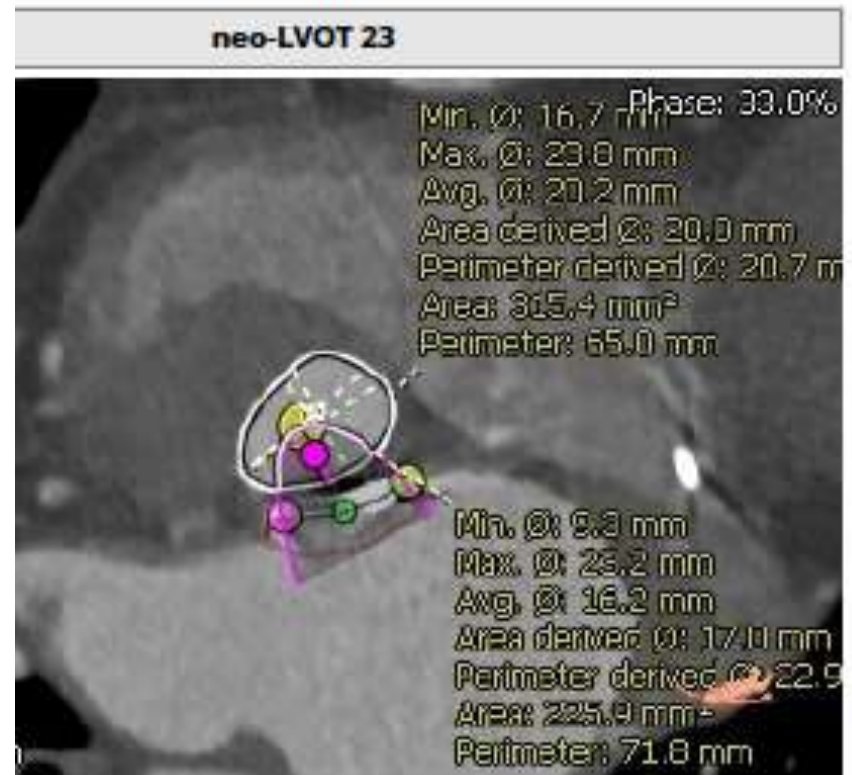 neo-LVOT 23
Phase: 33.0%
Min. Ø: 16.7 mm
Max. Ø: 23.8 mm
Avg. Ø: 20.2 mm
Area derived Ø: 20.0 mm
Perimeter derived Ø: 20.7 m
Area: 315.4 mm²
Perimeter: 65.0 mm
Min. Ø: 9.3 mm
Max. Ø: 23.2 mm
Avg. Ø: 16.2 mm
Area derived Ø: 17.0 mm
Perimeter derived Ø: 22.9
Area: 225.9 mm²
Perimeter: 71.8 mm